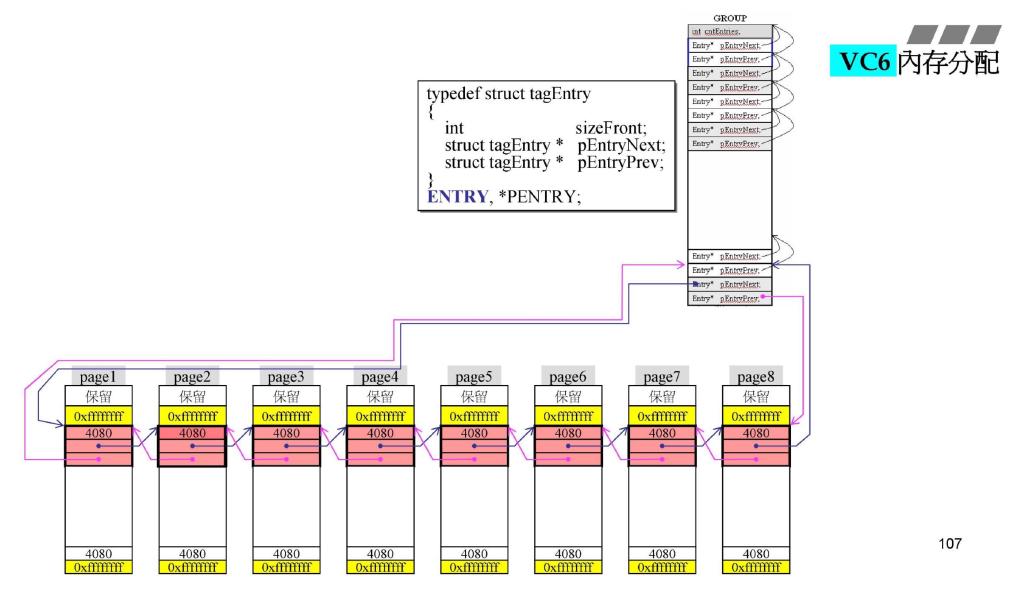 GROUP
int cntEntries;
Entry* pEntryNext;
Entry* pEntryPrev;
Entry* pEntryNext;
Entry* pEntryPrev;
Entry* pEntryNext;
Entry* pEntryPrev;
Entry* pEntryNext;
Entry* pEntryPrev;
Entry* pEntryNext;
Entry* pEntryPrev;
Entry* pEntryNext;
Entry* pEntryPrev;
VC6 內存分配
typedef struct tagEntry
{
int sizeFront;
struct tagEntry * pEntryNext;
struct tagEntry * pEntryPrev;
}
ENTRY, *PENTRY;
page1 page2 page3 page4 page5 page6 page7 page8
保留 保留 保留 保留 保留 保留 保留 保留
0xffffffff 0xffffffff 0xffffffff 0xffffffff 0xffffffff 0xffffffff 0xffffffff 0xffffffff
4080 4080 4080 4080 4080 4080 4080 4080
4080 4080 4080 4080 4080 4080 4080 4080
0xffffffff 0xffffffff 0xffffffff 0xffffffff 0xffffffff 0xffffffff 0xffffffff 0xffffffff
107